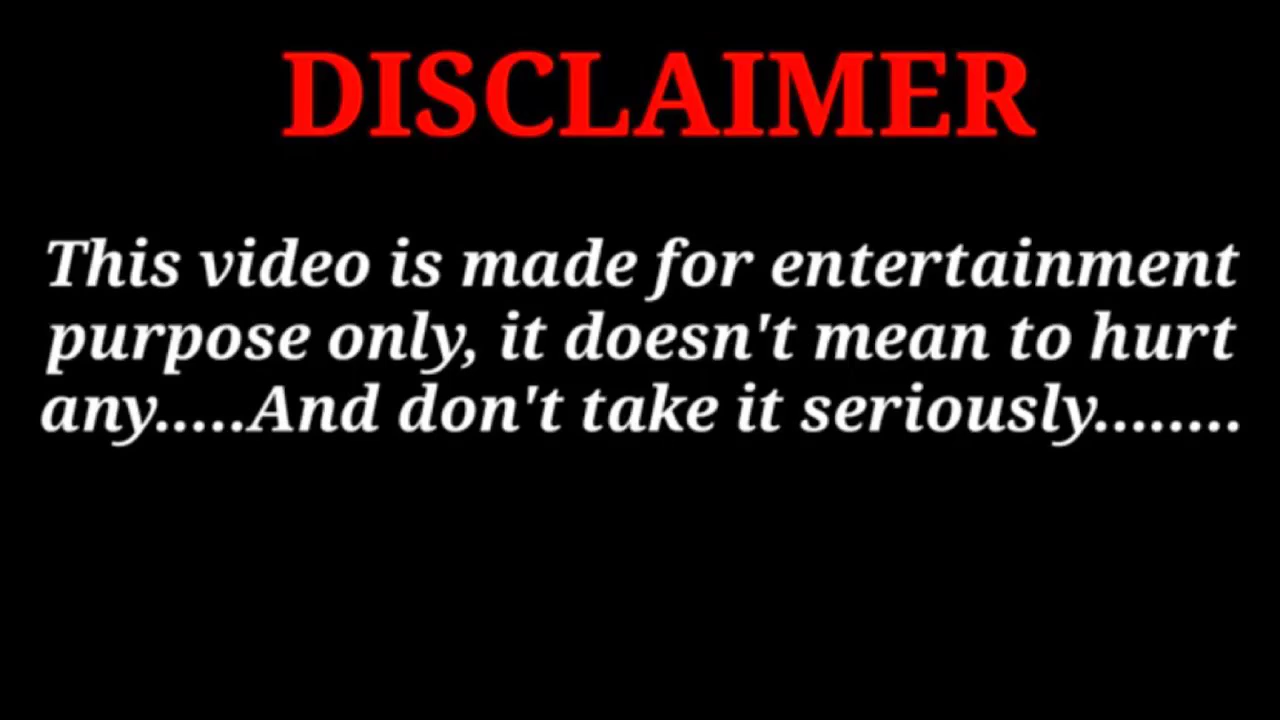 DISCLAIMER
This video is made for entertainment
purpose only, it doesn't mean to hurt
any.....And don't take it seriously........